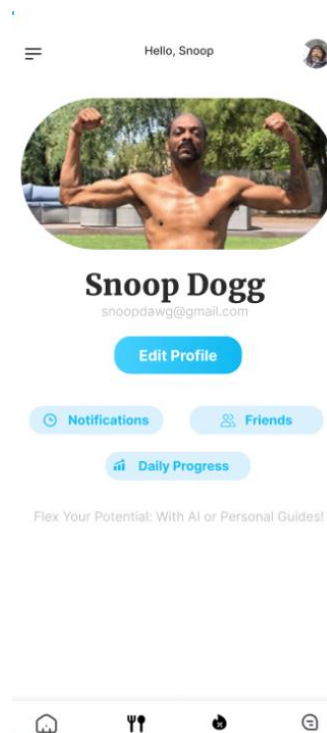 Hello, Snoop
Snoop Dogg
snoopdawg@gmail.com
Edit Profile
Notifications
Friends
Daily Progress
Flex Your Potential: With AI or Personal Guides!